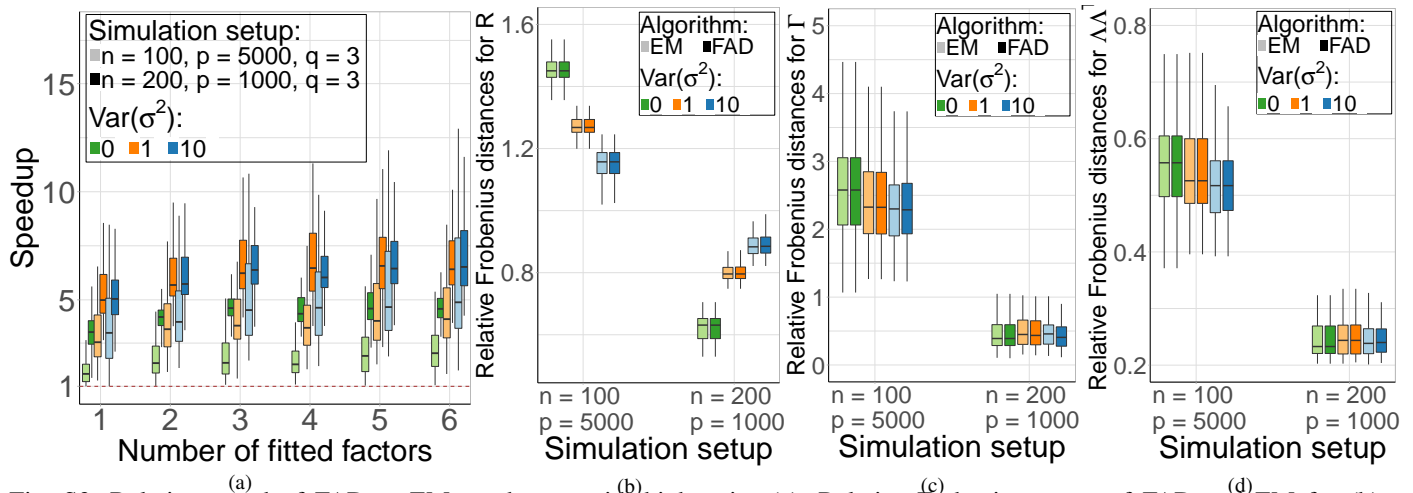 Simulation setup:
n = 100, p = 5000, q = 3
n = 200, p = 1000, q = 3
Var(σ²):
0 1 10
Speedup
15
10
5
1
1 2 3 4 5 6
Number of fitted factors
(a)
Relative Frobenius distances for R
1.6
1.2
0.8
Algorithm:
EM FAD
Var(σ²):
0 1 10
n = 100 n = 200
p = 5000 p = 1000
Simulation setup
(b)
Relative Frobenius distances for Γ
5
4
3
2
1
0
Algorithm:
EM FAD
Var(σ²):
0 1 10
n = 100 n = 200
p = 5000 p = 1000
Simulation setup
(c)
Relative Frobenius distances for ΛΛ
0.8
0.6
0.4
0.2
Algorithm:
EM FAD
Var(σ²):
0 1 10
n = 100 n = 200
p = 5000 p = 1000
Simulation setup
(d)